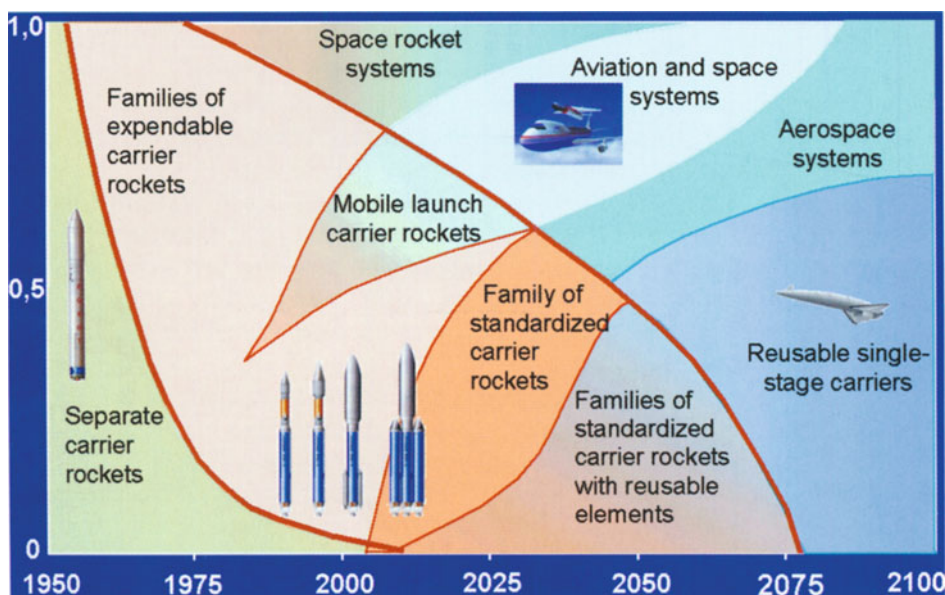 1,0
Space rocket
systems
Aviation and space
systems
Families of
expendable
carrier
rockets
Aerospace
systems
Mobile launch
carrier rockets
0,5
Family of
standardized
carrier
rockets
Reusable single-
stage carriers
Separate
carrier
rockets
Families of
standardized
carrier rockets
with reusable
elements
0
1950 1975 2000 2025 2050 2075 2100